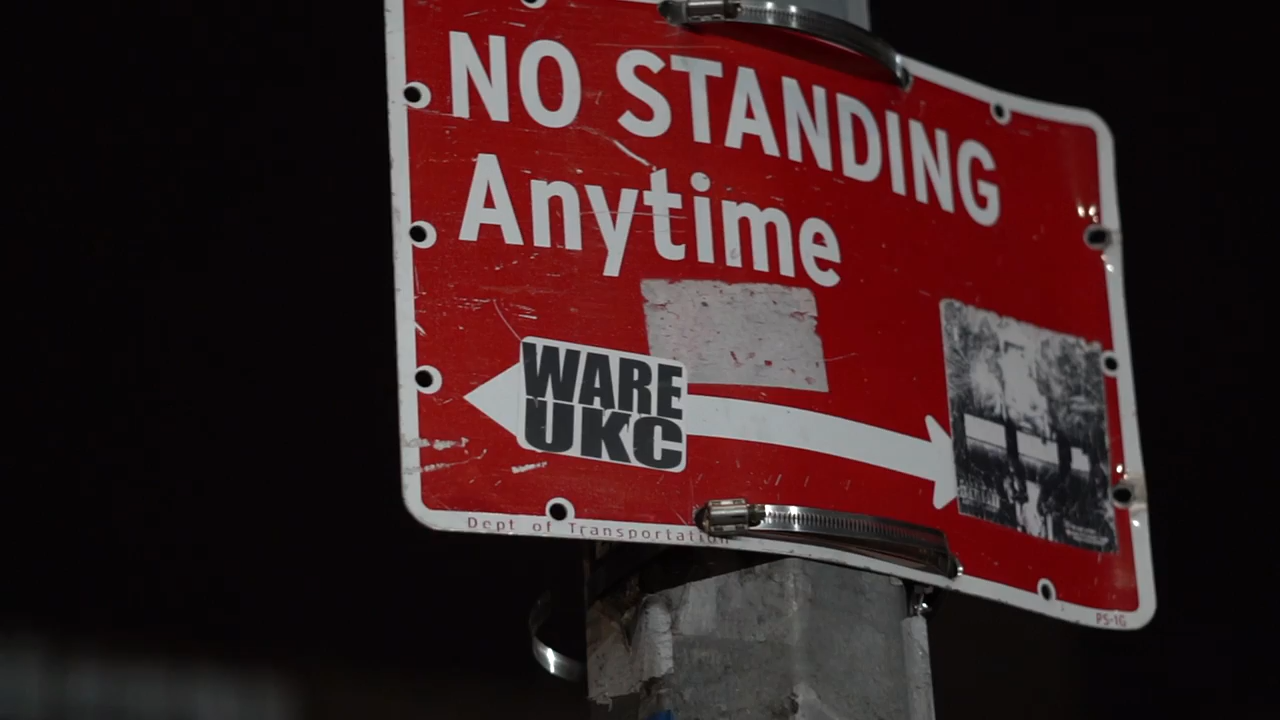 NO STANDING
Anytime
WARE
UKC
Dept of Transportation
PS-1G